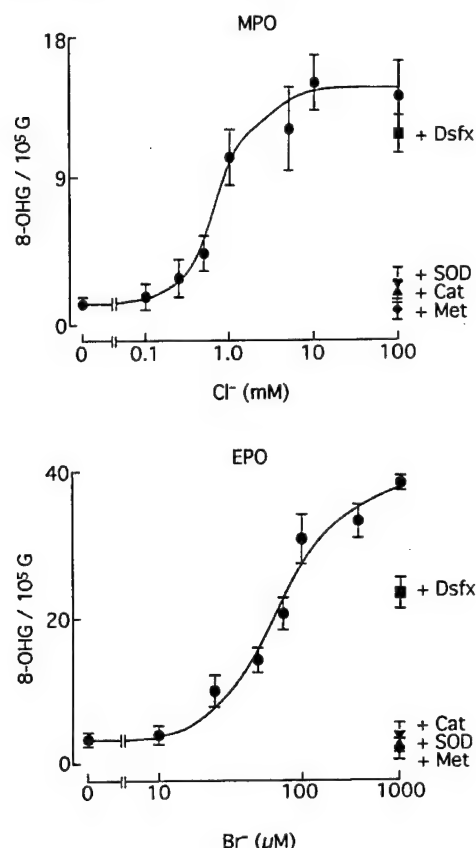 MPO
18
9
0
8-OHG / 10⁵ G
+ Dsfx
+ SOD
+ Cat
+ Met
0 0.1 1.0 10 100
Cl⁻ (mM)
EPO
40
20
0
8-OHG / 10⁵ G
+ Dsfx
+ Cat
+ SOD
+ Met
0 10 100 1000
Br⁻ (µM)